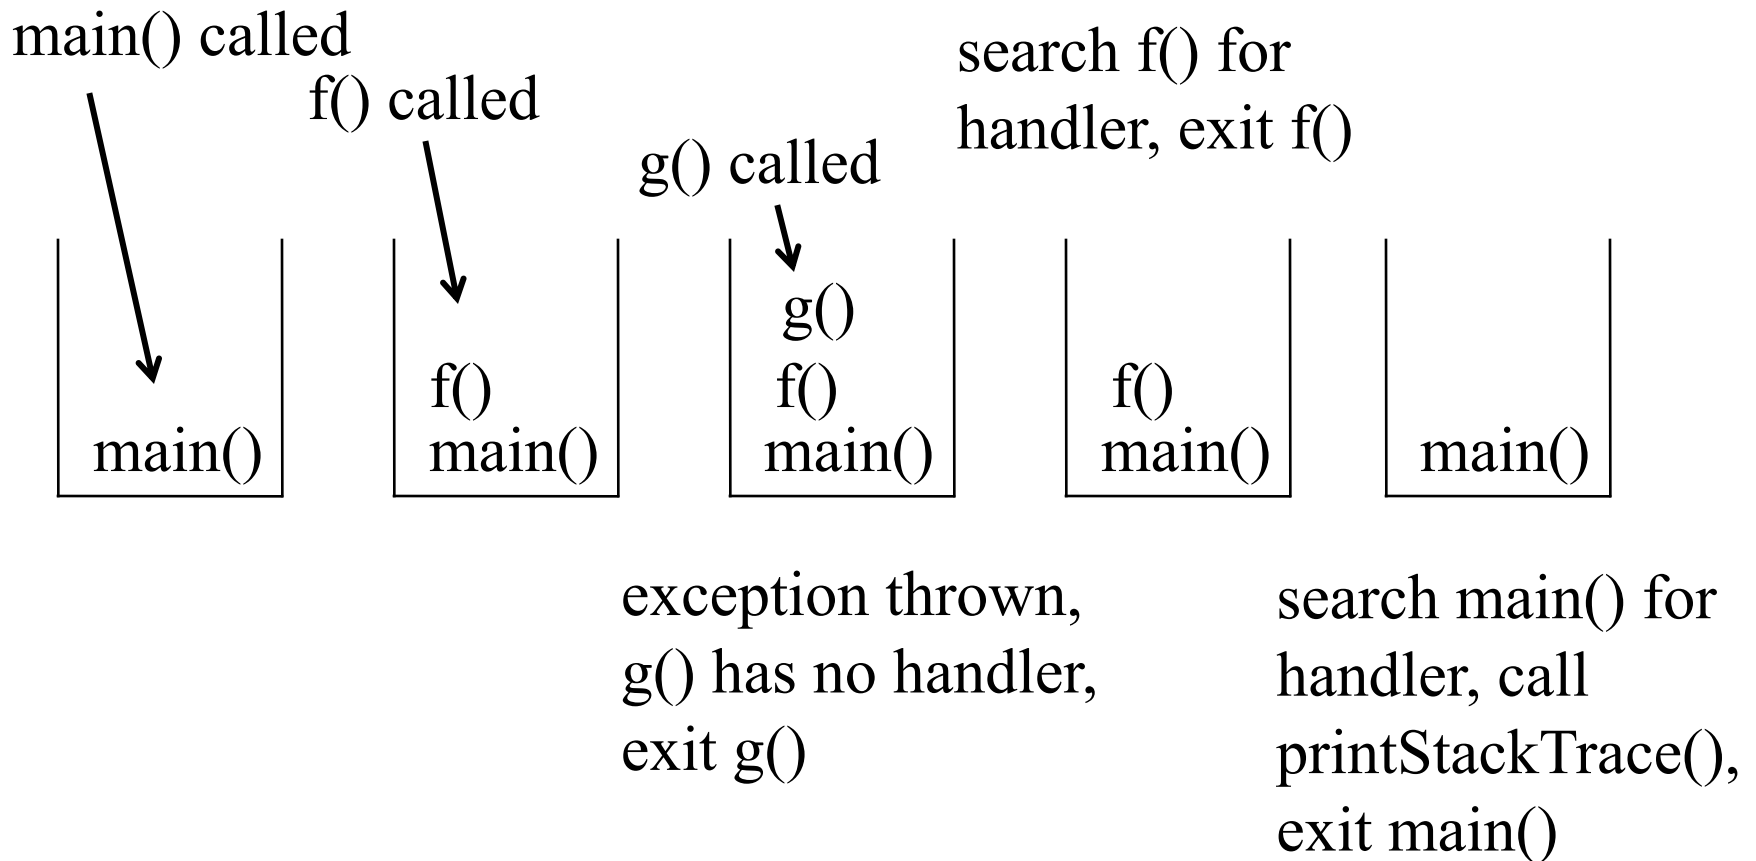 main() called
f() called
g() called
search f() for
handler, exit f()
main()
f()
main()
g()
f()
main()
f()
main()
main()
exception thrown,
g() has no handler,
exit g()
search main() for
handler, call
printStackTrace(),
exit main()